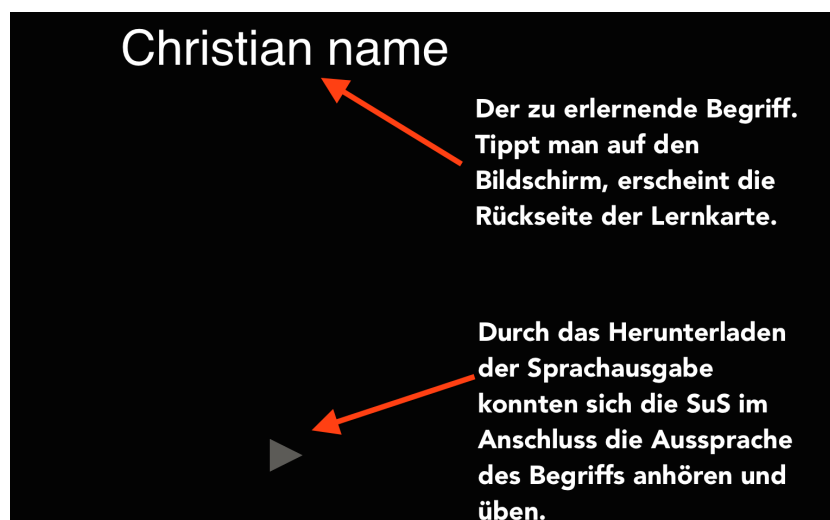 Christian name
Der zu erlernende Begriff.
Tippt man auf den
Bildschirm, erscheint die
Rückseite der Lernkarte.
Durch das Herunterladen
der Sprachausgabe
konnten sich die SuS im
Anschluss die Aussprache
des Begriffs anhören und
üben.